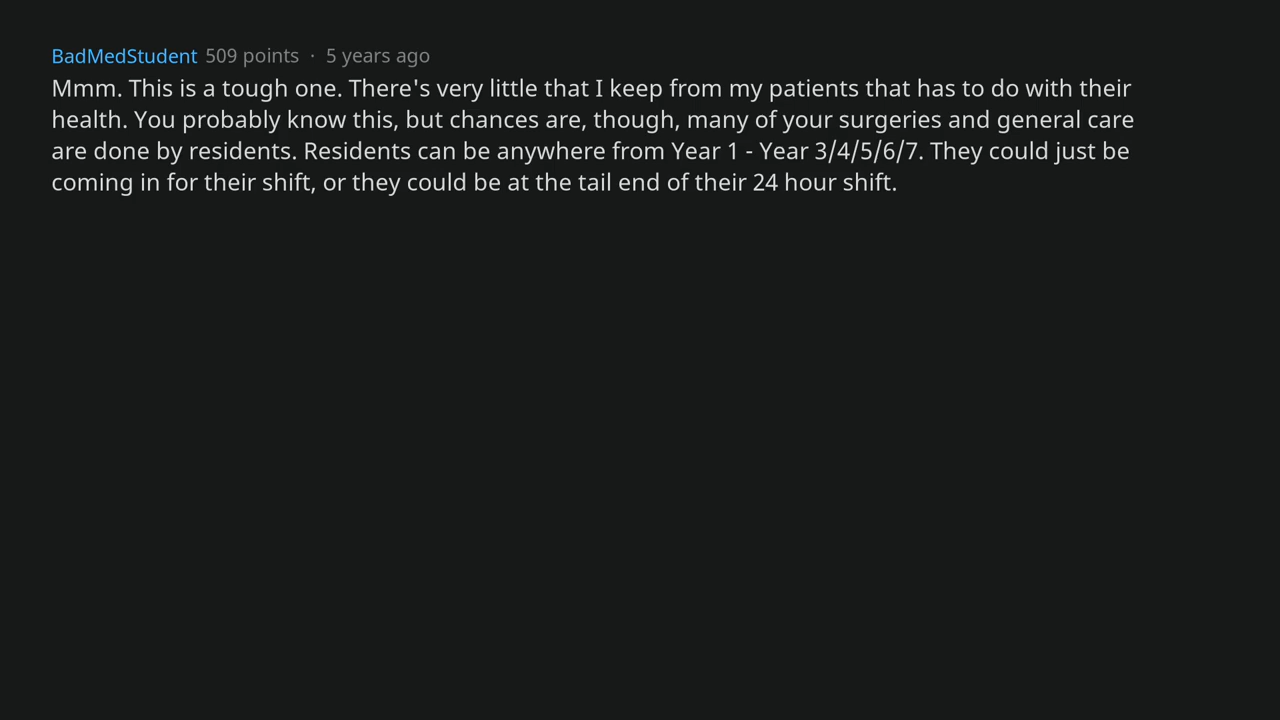 BadMedStudent 509 points · 5 years ago
Mmm. This is a tough one. There's very little that I keep from my patients that has to do with their
health. You probably know this, but chances are, though, many of your surgeries and general care
are done by residents. Residents can be anywhere from Year 1 - Year 3/4/5/6/7. They could just be
coming in for their shift, or they could be at the tail end of their 24 hour shift.